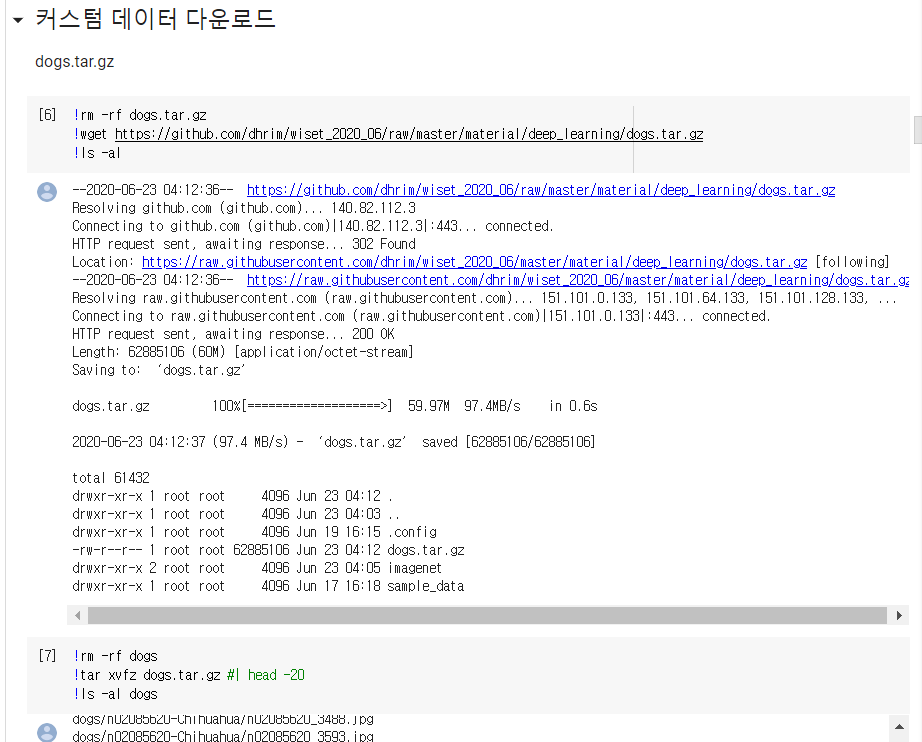 커스텀 데이터 다운로드
dogs.tar.gz
[6] !rm -rf dogs.tar.gz
!wget https://github.com/dhrim/wiset_2020_06/raw/master/material/deep_learning/dogs.tar.gz
!ls -al
--2020-06-23 04:12:36-- https://github.com/dhrim/wiset_2020_06/raw/master/material/deep_learning/dogs.tar.gz
Resolving github.com (github.com)... 140.82.112.3
Connecting to github.com (github.com)|140.82.112.3|:443... connected.
HTTP request sent, awaiting response... 302 Found
Location: https://raw.githubusercontent.com/dhrim/wiset_2020_06/master/material/deep_learning/dogs.tar.gz [following]
--2020-06-23 04:12:36-- https://raw.githubusercontent.com/dhrim/wiset_2020_06/master/material/deep_learning/dogs.tar.gz
Resolving raw.githubusercontent.com (raw.githubusercontent.com)... 151.101.0.133, 151.101.64.133, 151.101.128.133, ...
Connecting to raw.githubusercontent.com (raw.githubusercontent.com)|151.101.0.133|:443... connected.
HTTP request sent, awaiting response... 200 OK
Length: 62885106 (60M) [application/octet-stream]
Saving to: ‘dogs.tar.gz’
dogs.tar.gz 100%[===================>] 59.97M 97.4MB/s in 0.6s
2020-06-23 04:12:37 (97.4 MB/s) - ‘dogs.tar.gz’ saved [62885106/62885106]
total 61432
drwxr-xr-x 1 root root 4096 Jun 23 04:12 .
drwxr-xr-x 1 root root 4096 Jun 23 04:03 ..
drwxr-xr-x 1 root root 4096 Jun 19 16:15 .config
-rw-r--r-- 1 root root 62885106 Jun 23 04:12 dogs.tar.gz
drwxr-xr-x 2 root root 4096 Jun 23 04:05 imagenet
drwxr-xr-x 1 root root 4096 Jun 17 16:18 sample_data
[7] !rm -rf dogs
!tar xvfz dogs.tar.gz #| head -20
!ls -al dogs
dogs/n02085620-Chihuahua/n02085620_3488.jpg
dogs/n02085620-Chihuahua/n02085620_3593.jpg